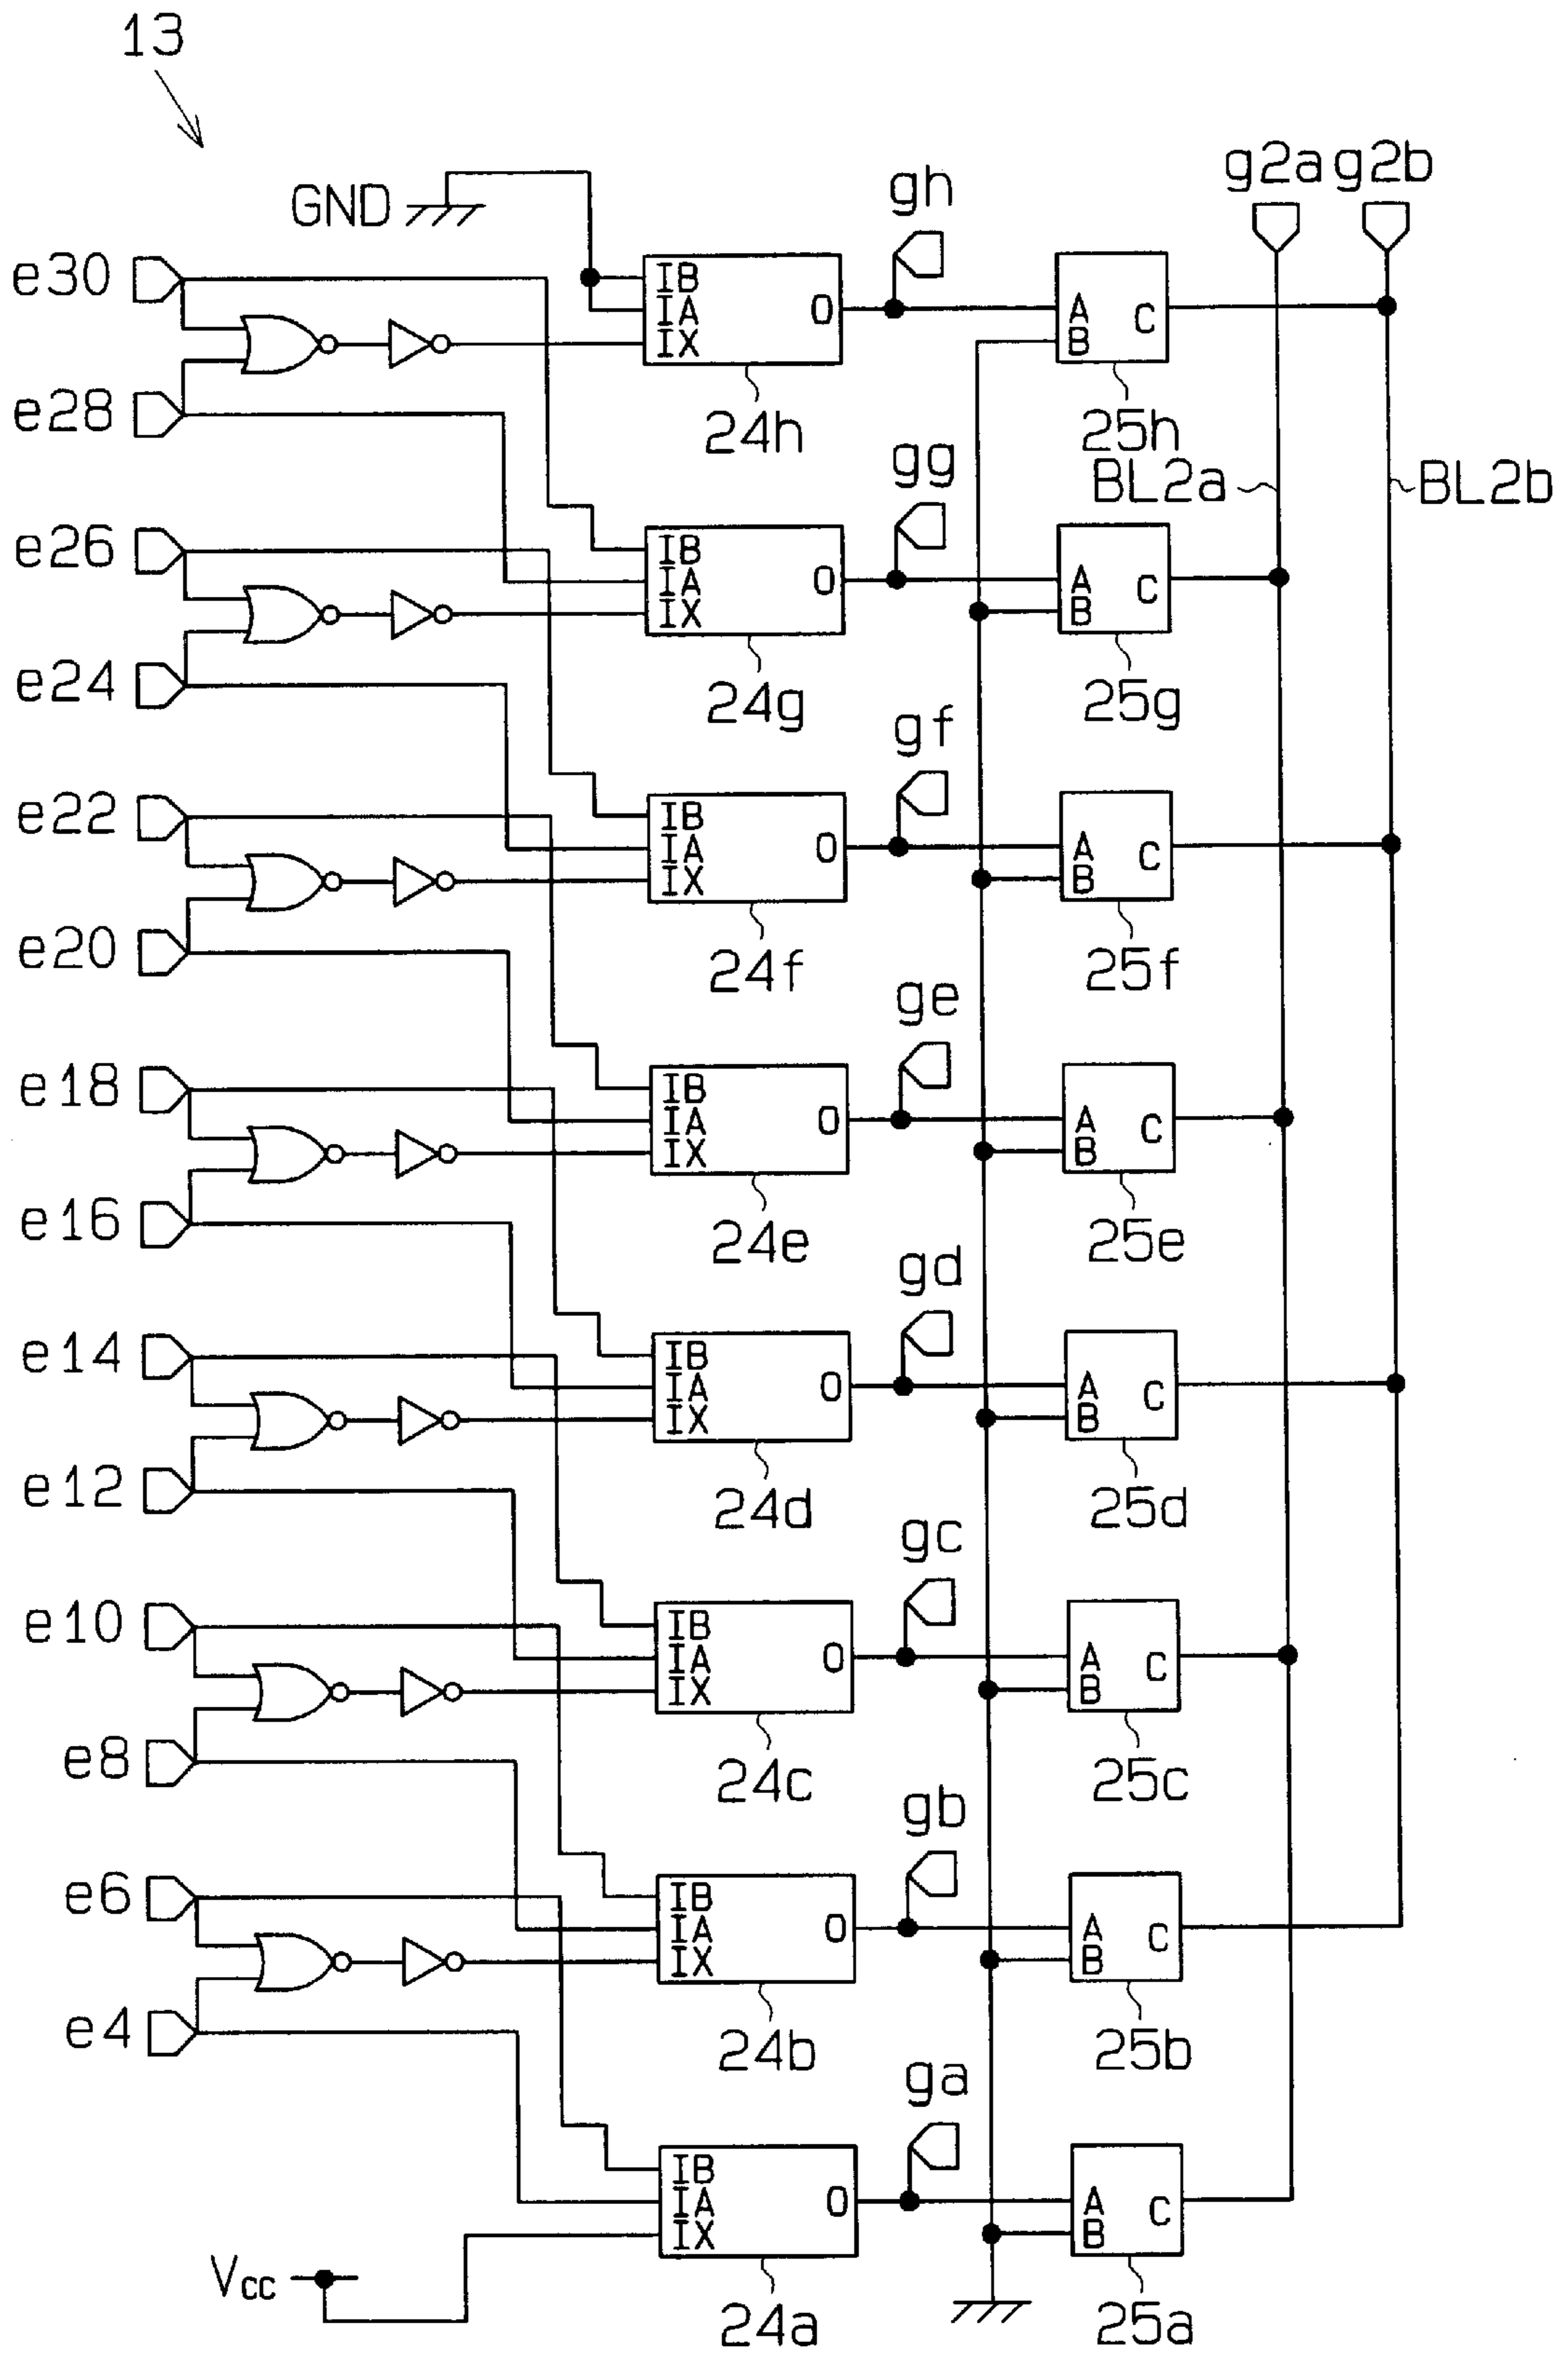 13
g2a g2b
gh
GND
e30
IB
IA O
IX
A
B C
e28
24h
25h
gg
BL2a
BL2b
e26
IB
IA O
IX
A
B C
e24
24g
25g
gf
e22
IB
IA O
IX
A
B C
e20
24f
25f
ge
e18
IB
IA O
IX
A
B C
e16
24e
25e
gd
e14
IB
IA O
IX
A
B C
e12
24d
25d
gc
e10
IB
IA O
IX
A
B C
e8
24c
25c
gb
e6
IB
IA O
IX
A
B C
e4
24b
25b
ga
IB
IA O
IX
A
B C
Vcc
24a
25a